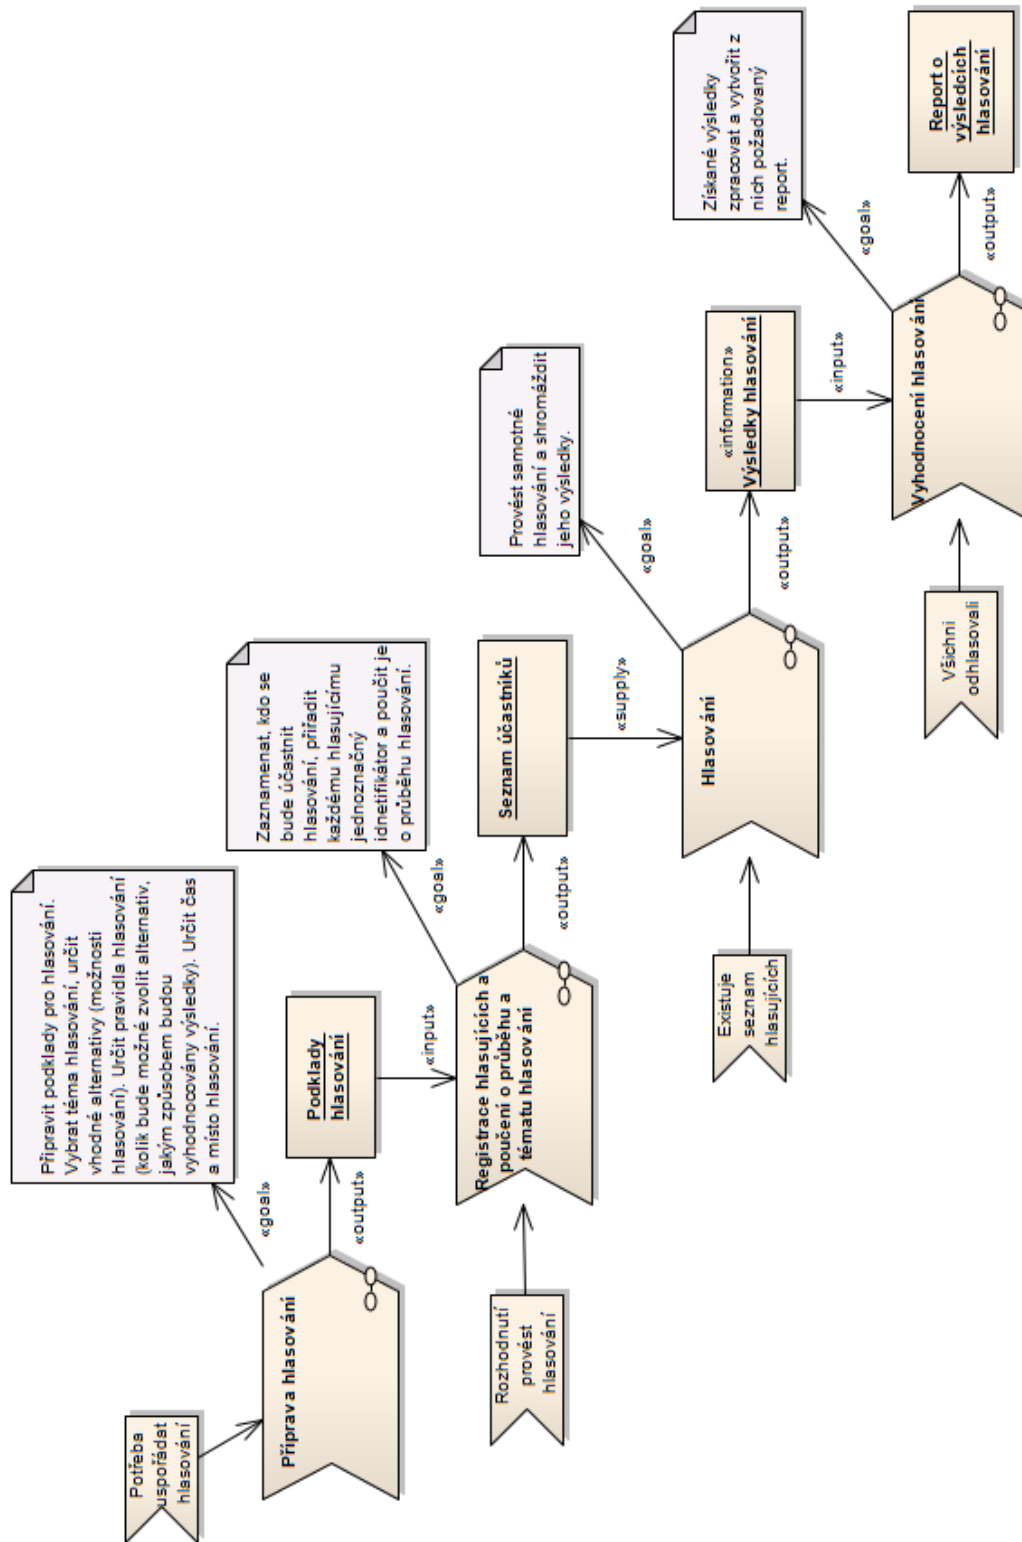 Potřeba
uspořádat
hlasování
Příprava hlasování
«goal»
Připravit podklady pro hlasování.
Vybrat téma hlasování, určit
vhodné alternativy (možnosti
hlasování). Určit pravidla hlasování
(kolik bude možné zvolit alternativ,
jakým způsobem budou
vyhodnocovány výsledky). Určit čas
a místo hlasování.
«output»
Podklady
hlasování
«input»
Rozhodnutí
provést
hlasování
Registrace hlasujících a
poučení o průběhu a
tématu hlasování
«goal»
Zaznamenat, kdo se
bude účastnit
hlasování, přiřadit
každému hlasujícímu
jednoznačný
idnetifikátor a poučit je
o průběhu hlasování.
«output»
Seznam účastníků
«supply»
Existuje
seznam
hlasujících
Hlasování
«goal»
Provést samotné
hlasování a shromáždit
jeho výsledky.
«output»
«information»
Výsledky hlasování
«input»
Všichni
odhlasovali
Vyhodnocení hlasování
«goal»
Získané výsledky
zpracovat a vytvořit z
nich požadovaný
report.
«output»
Report o
výsledcích
hlasování